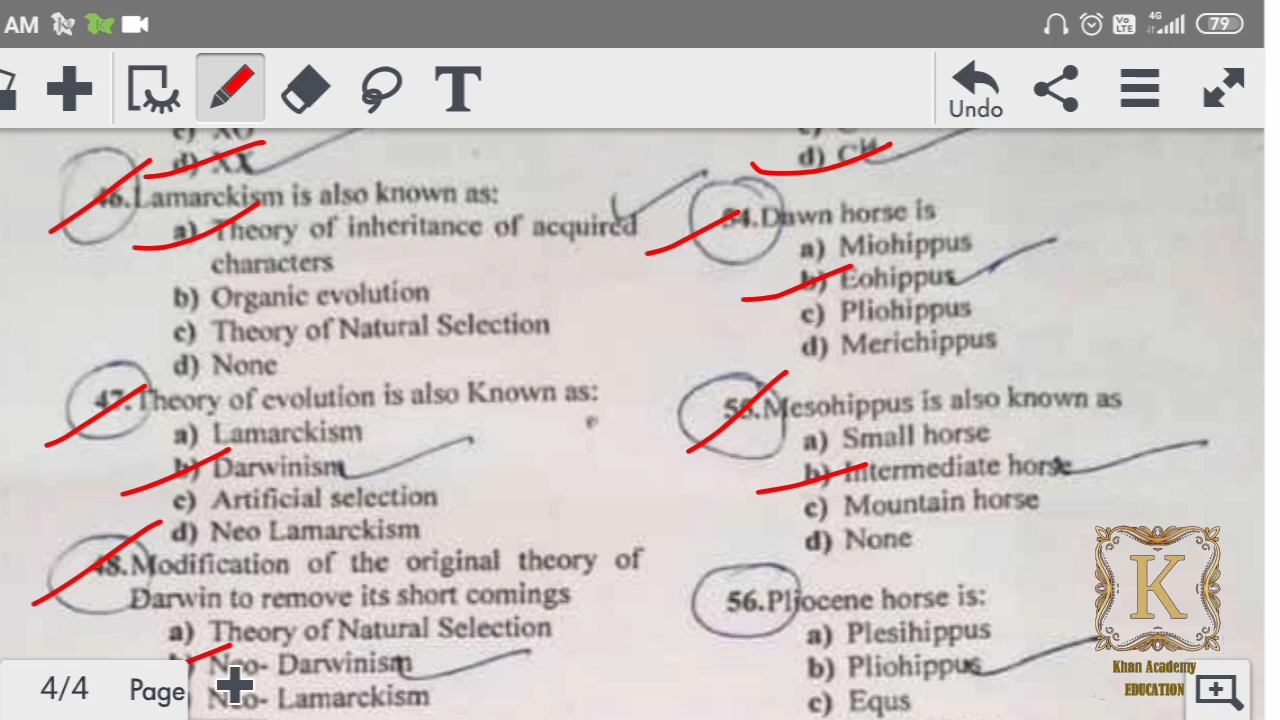 AM
Vo
LTE
4G
79
T
Undo
d) XX
46. Lamarckism is also known as:
a) Theory of inheritance of acquired
characters
b) Organic evolution
c) Theory of Natural Selection
d) None
47. Theory of evolution is also Known as:
a) Lamarckism
b) Darwinism
c) Artificial selection
d) Neo Lamarckism
48. Modification of the original theory of
Darwin to remove its short comings
a) Theory of Natural Selection
b) Neo- Darwinism
Neo- Lamarckism
d)
54. Dawn horse is
a) Miohippus
b) Eohippus
c) Pliohippus
d) Merichippus
55. Mesohippus is also known as
a) Small horse
b) Intermediate horse
c) Mountain horse
d) None
56. Pliocene horse is:
a) Plesihippus
b) Pliohippus
c) Equs
4/4 Page
K
Khan Academy
EDUCATION